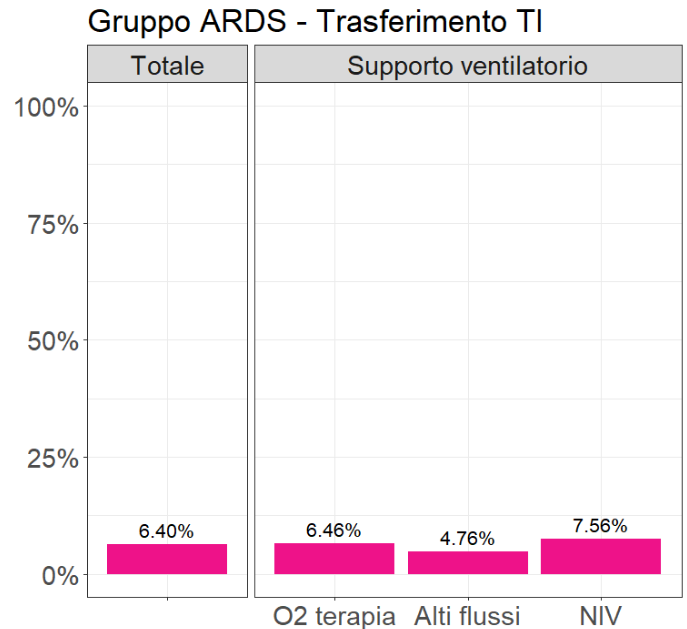 Gruppo ARDS - Trasferimento TI
Totale
Supporto ventilatorio
100%
75%
50%
25%
0%
6.40%
6.46%
4.76%
7.56%
O2 terapia
Alti flussi
NIV